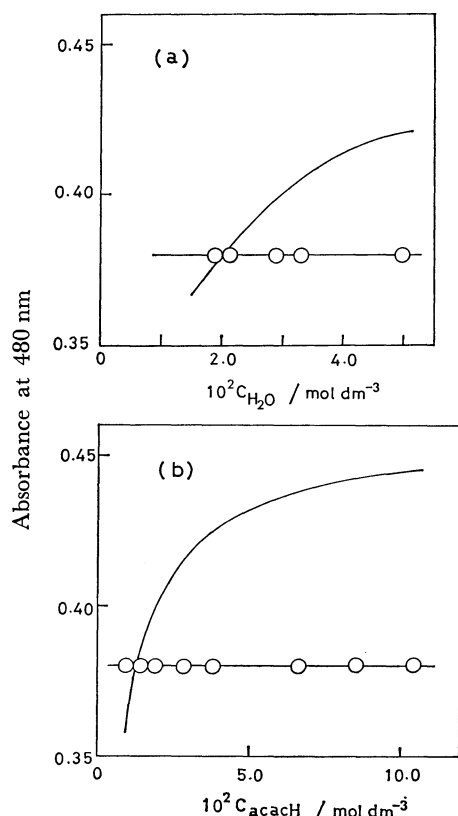 Absorbance at 480 nm
(a)
0.45
0.40
0.35
0
2.0
4.0
10²C_H₂O / mol dm⁻³
(b)
0.45
0.40
0.35
0
5.0
10.0
10²C_acacH / mol dm⁻³